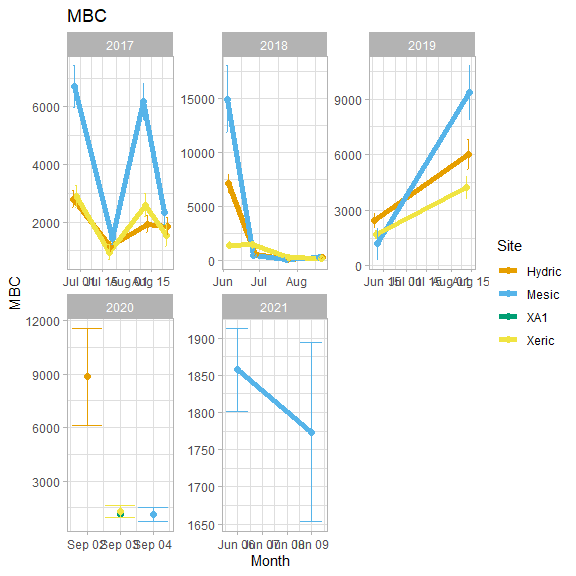 MBC
2017 2018 2019
6000
4000
2000
15000
10000
5000
0
9000
6000
3000
0
Jul 01 Jul 15 Aug 01 Aug 15
Jun Jul Aug
Jun 15 Jul 01 Jul 15 Aug 01 Aug 15
MBC
Site
Hydric
Mesic
XA1
Xeric
2020 2021
12000
9000
6000
3000
1900
1850
1800
1750
1700
1650
Sep 02 Sep 03 Sep 04
Jun 06 Jun 07 Jun 08 Jun 09
Month